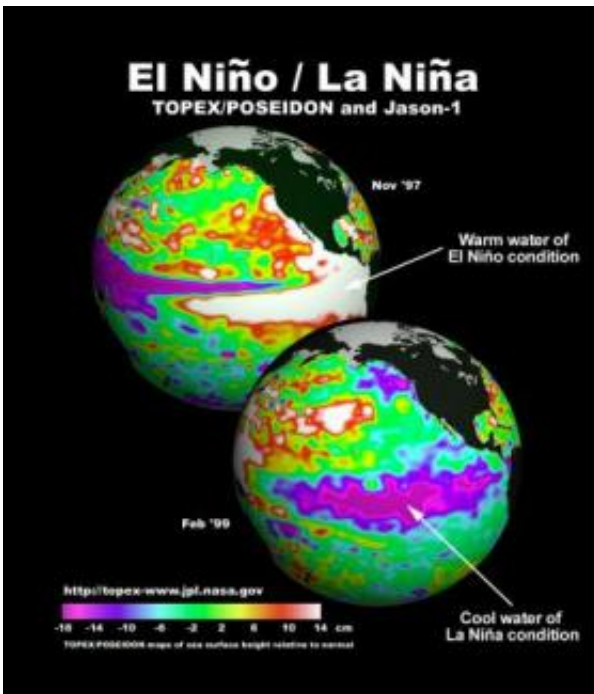 El Niño / La Niña
TOPEX/POSEIDON and Jason-1
Nov '97
Warm water of
El Niño condition
Feb '99
http://topex-www.jpl.nasa.gov
-18 -14 -10 -6 -2 2 6 10 14 cm
TOPEX/POSEIDON maps of sea surface height relative to normal
Cool water of
La Niña condition